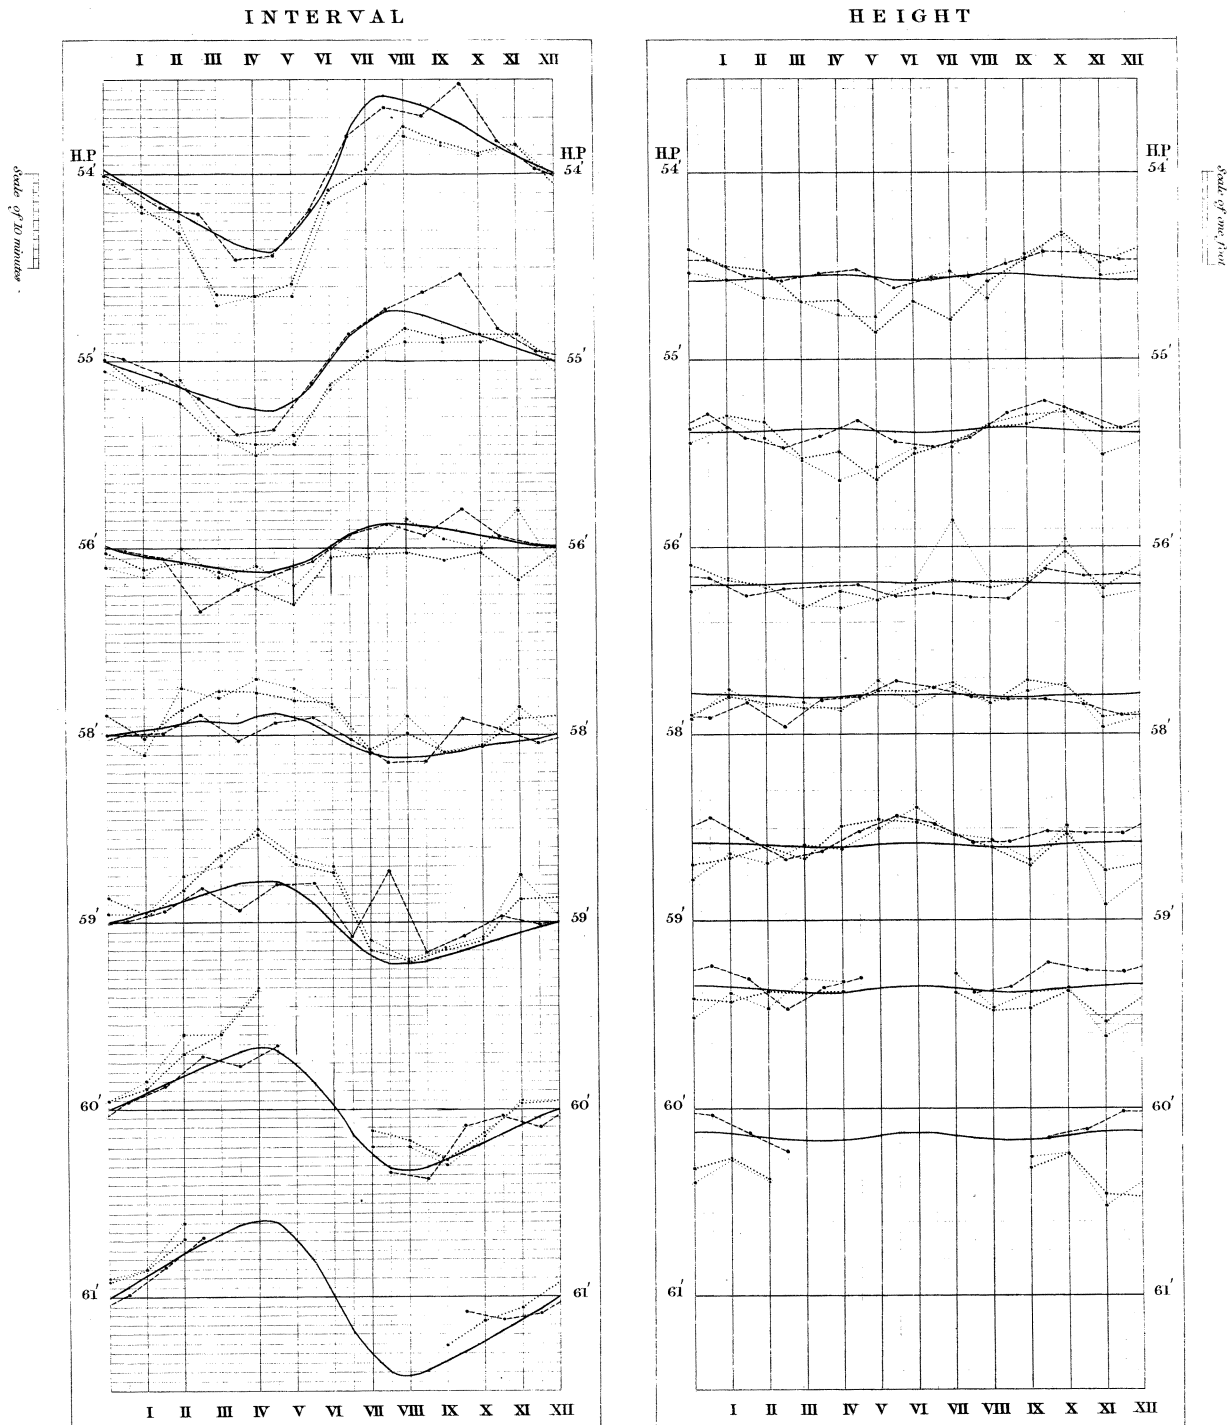 INTERVAL
I II III IV V VI VII VIII IX X XI XII
H.P H.P
54' 54'
55' 55'
56' 56'
58' 58'
59' 59'
60' 60'
61' 61'
I II III IV V VI VII VIII IX X XI XII
Scale of 10 minutes.
HEIGHT
I II III IV V VI VII VIII IX X XI XII
H.P H.P
54' 54'
55' 55'
56' 56'
58' 58'
59' 59'
60' 60'
61' 61'
I II III IV V VI VII VIII IX X XI XII
Scale of one foot